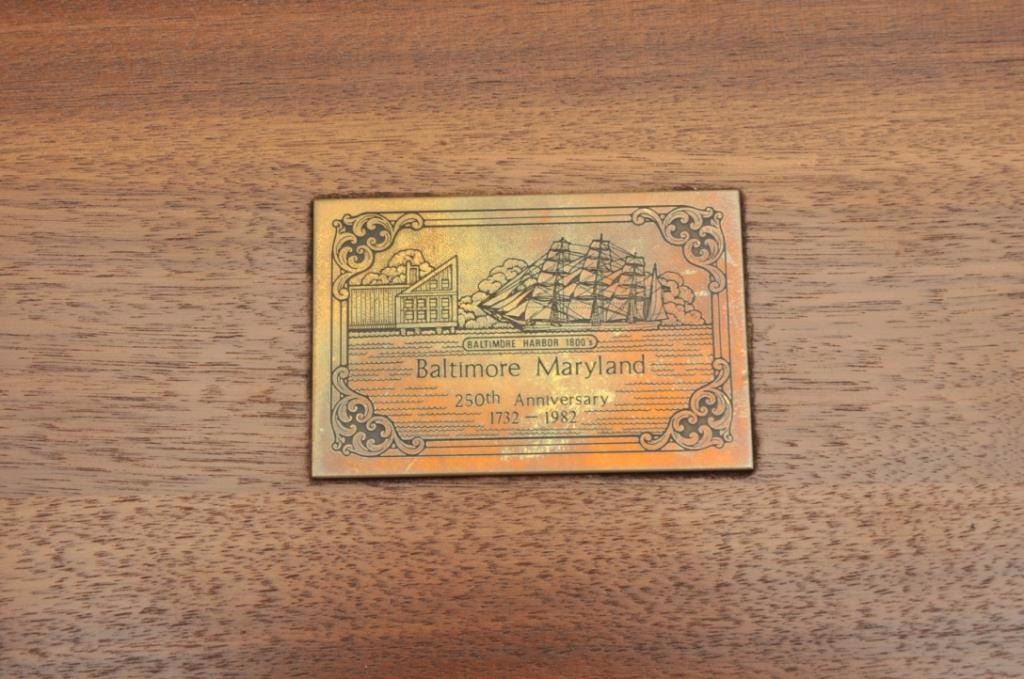 BALTIMORE HARBOR 1800's
Baltimore Maryland
250th Anniversary
1732 — 1982